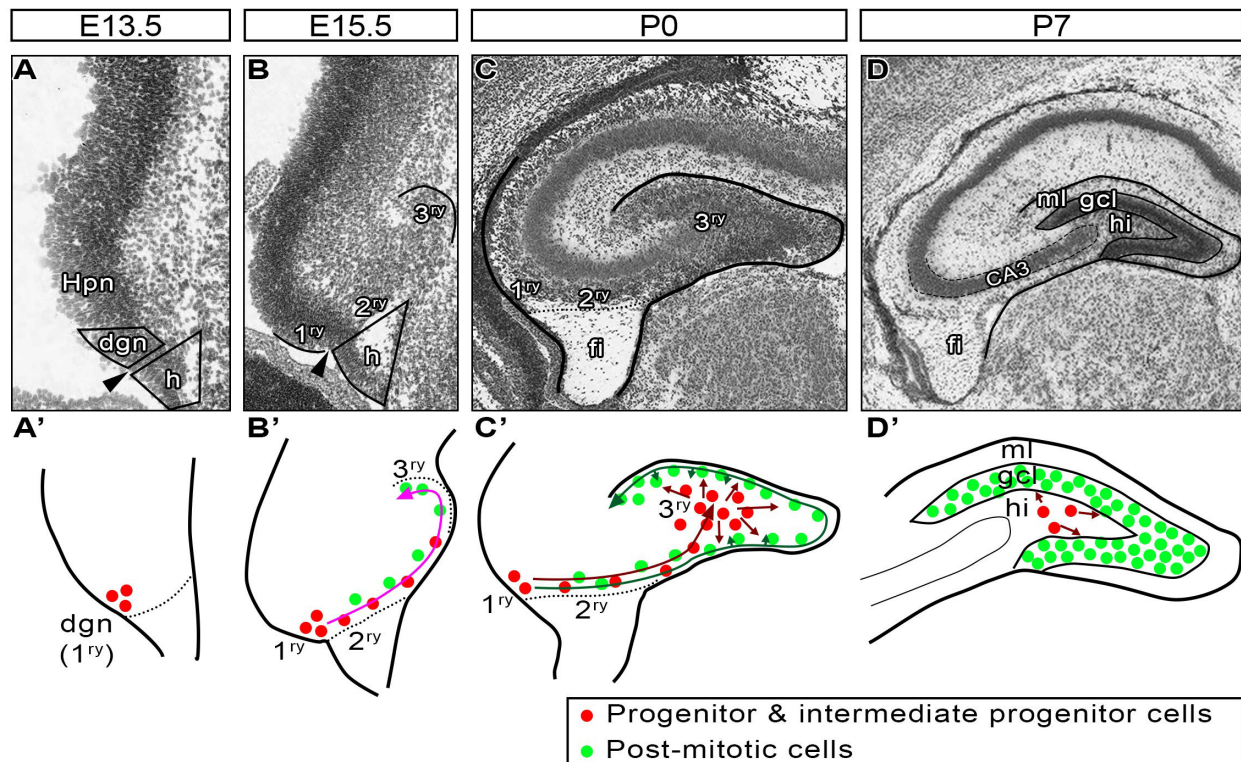 E13.5
E15.5
P0
P7
A
Hpn
dgn
h
B
3ry
2ry
1ry
h
C
3ry
1ry
2ry
fi
D
ml
gcl
hi
CA3
fi
A'
dgn
(1ry)
B'
3ry
1ry
2ry
C'
3ry
1ry
2ry
D'
ml
gcl
hi
Progenitor & intermediate progenitor cells
Post-mitotic cells